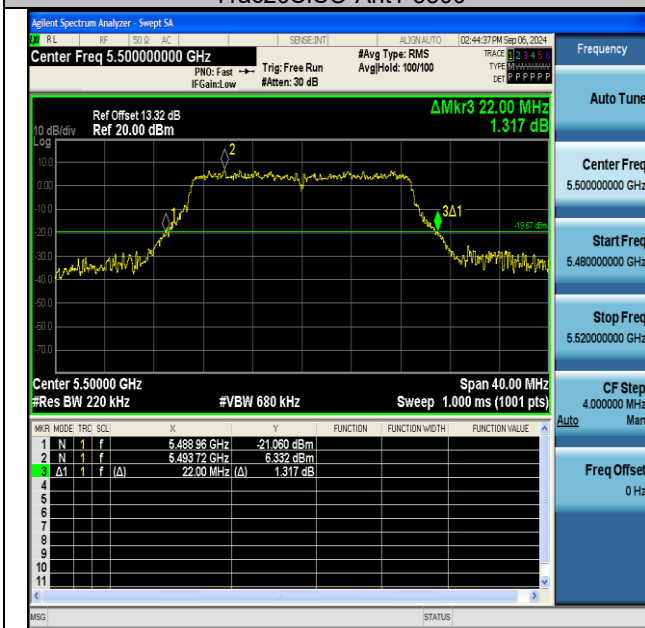 11ac20SISO-Ant1-5500
Agilent Spectrum Analyzer - Swept SA
RL RF 50 Ω AC SENSE:INT ALIGN AUTO 02:44:37 PM Sep 06, 2024
Center Freq 5.500000000 GHz
PNO: Fast
IFGain:Low
Trig: Free Run
#Atten: 30 dB
#Avg Type: RMS
Avg|Hold: 100/100
TRACE 1 2 3 4 5 6
TYPE M
DET P P P P P P
Ref Offset 13.32 dB
10 dB/div Ref 20.00 dBm
ΔMkr3 22.00 MHz
1.317 dB
Log
10.0
0.00
-10.0
-20.0
-30.0
-40.0
-50.0
-60.0
-70.0
1
2
3Δ1
-19.67 dBm
Center 5.50000 GHz Span 40.00 MHz
#Res BW 220 kHz #VBW 680 kHz Sweep 1.000 ms (1001 pts)
MKR MODE TRC SCL X Y FUNCTION FUNCTION WIDTH FUNCTION VALUE
1 N 1 f 5.488 96 GHz -21.060 dBm
2 N 1 f 5.493 72 GHz 6.332 dBm
3 Δ1 1 f (Δ) 22.00 MHz (Δ) 1.317 dB
4
5
6
7
8
9
10
11
MSG STATUS
Frequency
Auto Tune
Center Freq
5.500000000 GHz
Start Freq
5.480000000 GHz
Stop Freq
5.520000000 GHz
CF Step
4.000000 MHz
Auto Man
Freq Offset
0 Hz